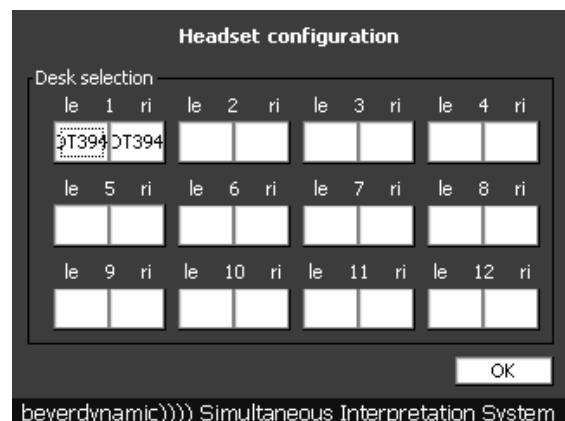 Headset configuration
Desk selection
le 1 ri le 2 ri le 3 ri le 4 ri
DT394 DT394
le 5 ri le 6 ri le 7 ri le 8 ri
le 9 ri le 10 ri le 11 ri le 12 ri
OK
beyerdynamic)))) Simultaneous Interpretation System